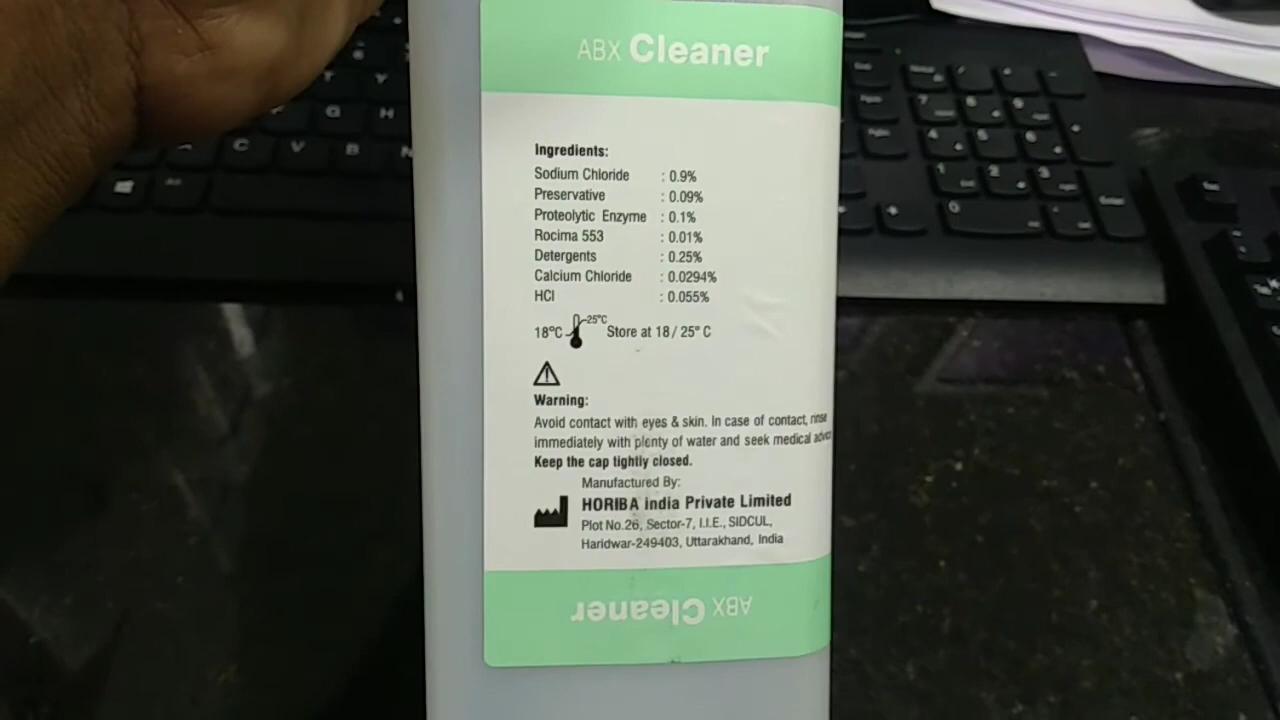 ABX Cleaner
Ingredients:
Sodium Chloride : 0.9%
Preservative : 0.09%
Proteolytic Enzyme : 0.1%
Rocima 553 : 0.01%
Detergents : 0.25%
Calcium Chloride : 0.0294%
HCl : 0.055%
18°C 25°C Store at 18 / 25° C
Warning:
Avoid contact with eyes & skin. In case of contact, rinse
immediately with plenty of water and seek medical
Keep the cap tightly closed.
Manufactured By:
HORIBA india Private Limited
Plot No.26, Sector-7, I.I.E., SIDCUL,
Haridwar-249403, Uttarakhand, India
ABX Cleaner